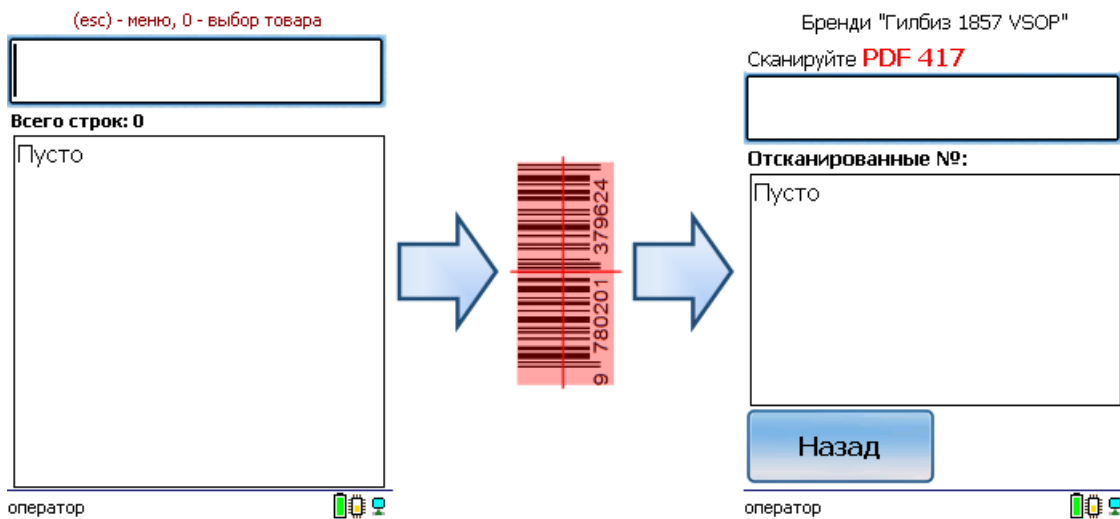 (esc) - меню, 0 - выбор товара
Всего строк: 0
Пусто
оператор
9 780201 379624
Бренди "Гилбиз 1857 VSOP"
Сканируйте PDF 417
Отсканированные №:
Пусто
Назад
оператор